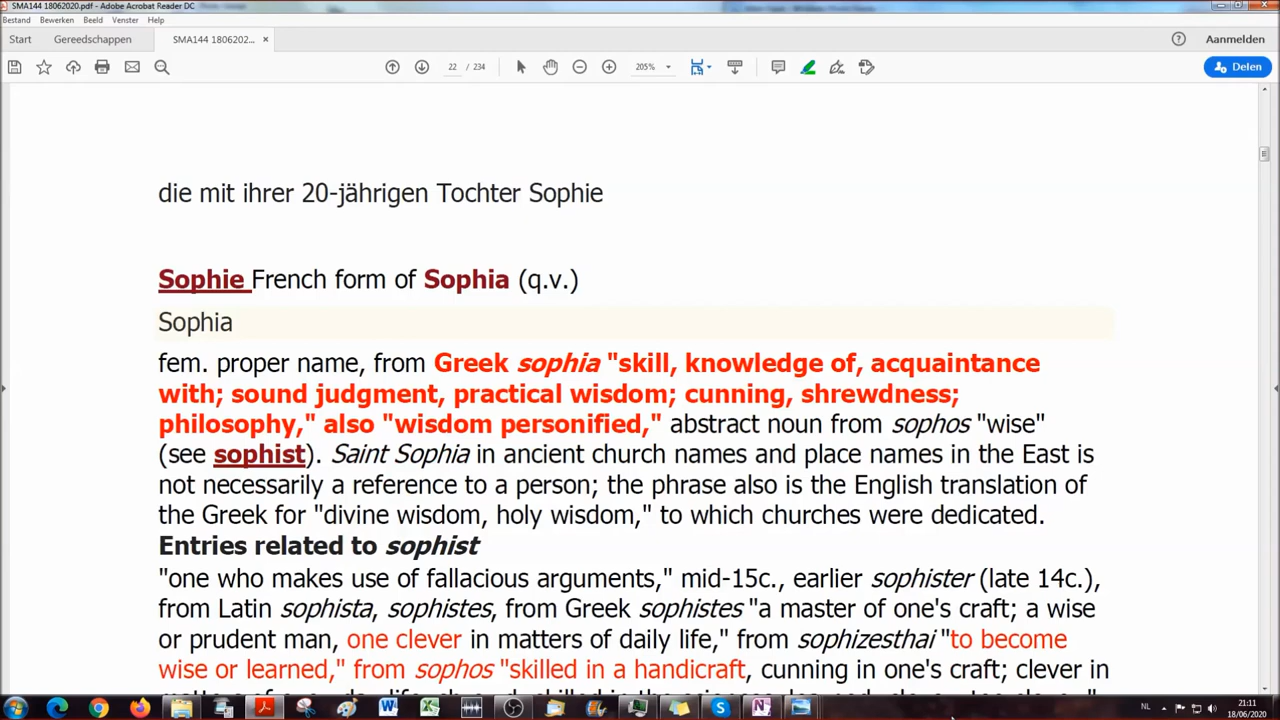 SMA144 18062020.pdf - Adobe Acrobat Reader DC
Bestand Bewerken Beeld Venster Help
Start Gereedschappen SMA144 1806202... × Aanmelden
22 / 234 205% Delen
die mit ihrer 20-jährigen Tochter Sophie
Sophie French form of Sophia (q.v.)
Sophia
fem. proper name, from Greek sophia "skill, knowledge of, acquaintance
with; sound judgment, practical wisdom; cunning, shrewdness;
philosophy," also "wisdom personified," abstract noun from sophos "wise"
(see sophist). Saint Sophia in ancient church names and place names in the East is
not necessarily a reference to a person; the phrase also is the English translation of
the Greek for "divine wisdom, holy wisdom," to which churches were dedicated.
Entries related to sophist
"one who makes use of fallacious arguments," mid-15c., earlier sophister (late 14c.),
from Latin sophista, sophistes, from Greek sophistes "a master of one's craft; a wise
or prudent man, one clever in matters of daily life," from sophizesthai "to become
wise or learned," from sophos "skilled in a handicraft, cunning in one's craft; clever in
NL 21:11
18/06/2020